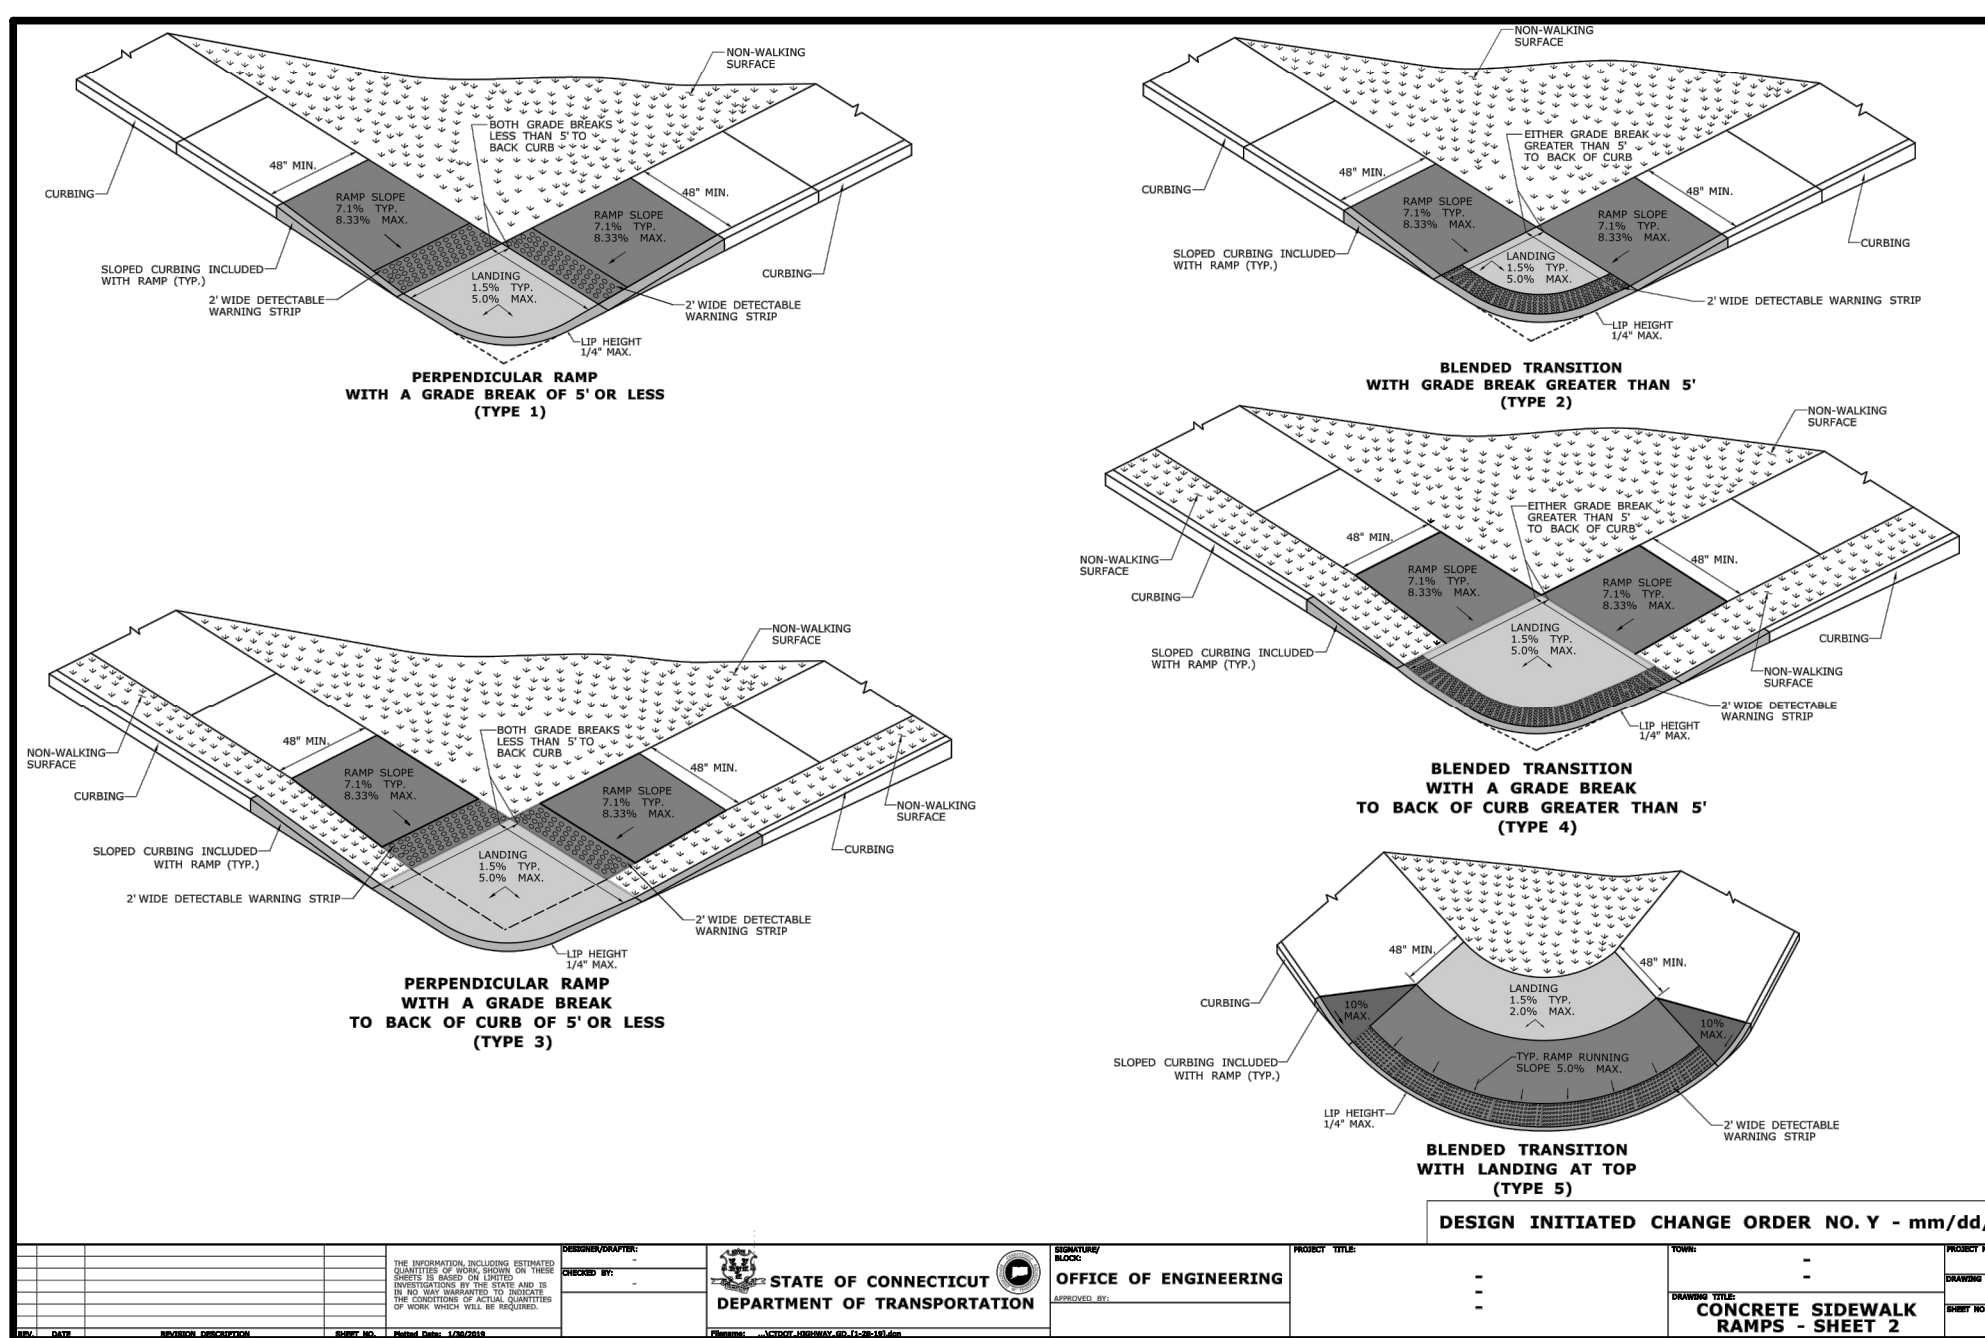 NON-WALKING
SURFACE
BOTH GRADE BREAKS
LESS THAN 5' TO
BACK CURB
48" MIN.
48" MIN.
CURBING
RAMP SLOPE
7.1% TYP.
8.33% MAX.
RAMP SLOPE
7.1% TYP.
8.33% MAX.
SLOPED CURBING INCLUDED
WITH RAMP (TYP.)
LANDING
1.5% TYP.
5.0% MAX.
CURBING
2' WIDE DETECTABLE
WARNING STRIP
2' WIDE DETECTABLE
WARNING STRIP
LIP HEIGHT
1/4" MAX.
PERPENDICULAR RAMP
WITH A GRADE BREAK OF 5' OR LESS
(TYPE 1)
NON-WALKING
SURFACE
EITHER GRADE BREAK
GREATER THAN 5'
TO BACK OF CURB
48" MIN.
48" MIN.
CURBING
RAMP SLOPE
7.1% TYP.
8.33% MAX.
RAMP SLOPE
7.1% TYP.
8.33% MAX.
CURBING
SLOPED CURBING INCLUDED
WITH RAMP (TYP.)
LANDING
1.5% TYP.
5.0% MAX.
2' WIDE DETECTABLE WARNING STRIP
LIP HEIGHT
1/4" MAX.
BLENDED TRANSITION
WITH GRADE BREAK GREATER THAN 5'
(TYPE 2)
NON-WALKING
SURFACE
BOTH GRADE BREAKS
LESS THAN 5' TO
BACK CURB
48" MIN.
48" MIN.
NON-WALKING
SURFACE
CURBING
RAMP SLOPE
7.1% TYP.
8.33% MAX.
RAMP SLOPE
7.1% TYP.
8.33% MAX.
NON-WALKING
SURFACE
CURBING
SLOPED CURBING INCLUDED
WITH RAMP (TYP.)
LANDING
1.5% TYP.
5.0% MAX.
2' WIDE DETECTABLE WARNING STRIP
2' WIDE DETECTABLE
WARNING STRIP
LIP HEIGHT
1/4" MAX.
PERPENDICULAR RAMP
WITH A GRADE BREAK
TO BACK OF CURB OF 5' OR LESS
(TYPE 3)
NON-WALKING
SURFACE
EITHER GRADE BREAK
GREATER THAN 5'
TO BACK OF CURB
48" MIN.
48" MIN.
NON-WALKING
SURFACE
CURBING
RAMP SLOPE
7.1% TYP.
8.33% MAX.
RAMP SLOPE
7.1% TYP.
8.33% MAX.
SLOPED CURBING INCLUDED
WITH RAMP (TYP.)
LANDING
1.5% TYP.
5.0% MAX.
CURBING
NON-WALKING
SURFACE
2' WIDE DETECTABLE
WARNING STRIP
LIP HEIGHT
1/4" MAX.
BLENDED TRANSITION
WITH A GRADE BREAK
TO BACK OF CURB GREATER THAN 5'
(TYPE 4)
48" MIN.
48" MIN.
CURBING
10%
MAX.
LANDING
1.5% TYP.
2.0% MAX.
10%
MAX.
TYP. RAMP RUNNING
SLOPE 5.0% MAX.
SLOPED CURBING INCLUDED
WITH RAMP (TYP.)
LIP HEIGHT
1/4" MAX.
2' WIDE DETECTABLE
WARNING STRIP
BLENDED TRANSITION
WITH LANDING AT TOP
(TYPE 5)
DESIGN INITIATED CHANGE ORDER NO. Y - mm/dd/
REV. DATE REVISION DESCRIPTION SHEET NO.
THE INFORMATION, INCLUDING ESTIMATED
QUANTITIES OF WORK, SHOWN ON THESE
SHEETS IS BASED ON LIMITED
INVESTIGATIONS BY THE STATE AND IS
IN NO WAY WARRANTED TO INDICATE
THE CONDITIONS OF ACTUAL QUANTITIES
OF WORK WHICH WILL BE REQUIRED.
Plotted Date: 1/30/2019
DESIGNER/DRAFTER:
-
CHECKED BY:
-
STATE OF CONNECTICUT
DEPARTMENT OF TRANSPORTATION
Filename: ...\CTDOT_HIGHWAY_GD_[1-28-19].dgn
SIGNATURE/
BLOCK:
OFFICE OF ENGINEERING
APPROVED BY:
PROJECT TITLE:
-
-
-
TOWN:
-
-
DRAWING TITLE:
CONCRETE SIDEWALK
RAMPS - SHEET 2
PROJECT
DRAWING
SHEET NO